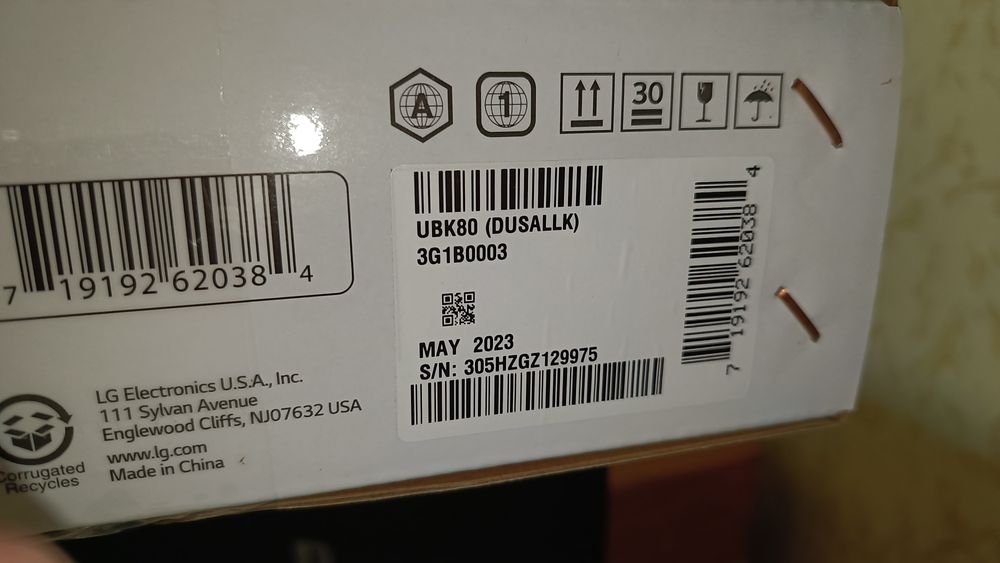 A
1
30
7 19192 62038 4
UBK80 (DUSALLK)
3G1B0003
MAY 2023
S/N: 305HZGZ129975
7 19192 62038 4
LG Electronics U.S.A., Inc.
111 Sylvan Avenue
Englewood Cliffs, NJ07632 USA
www.lg.com
Made in China
Corrugated
Recycles